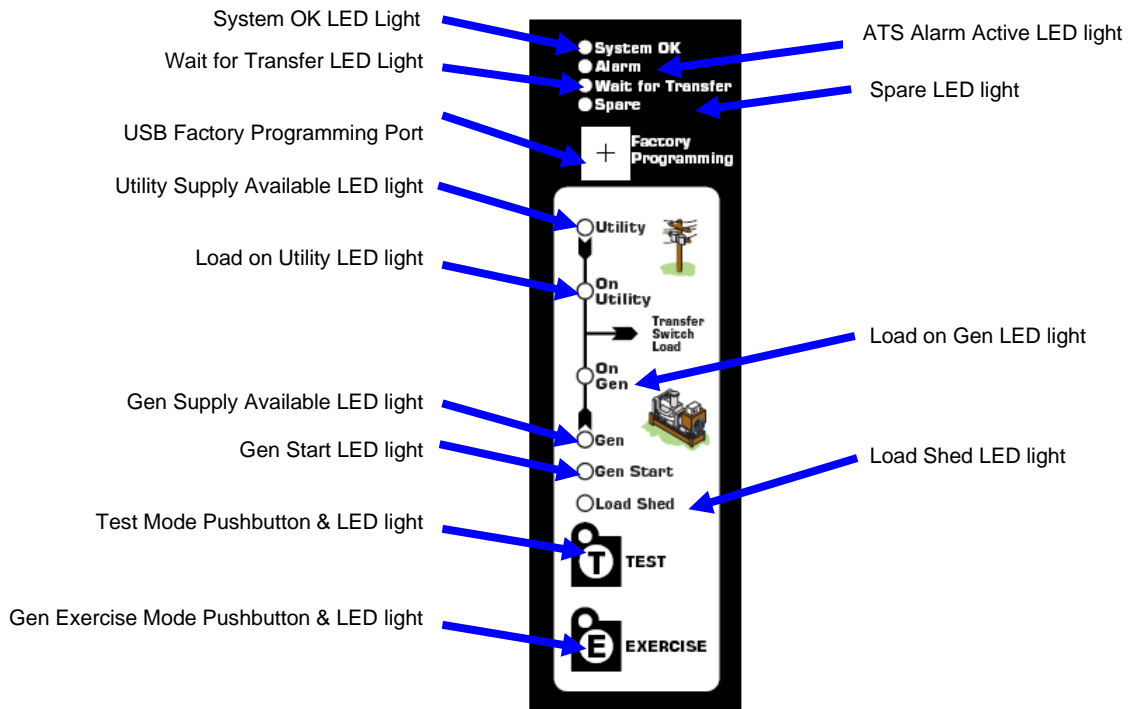 System OK LED Light
Wait for Transfer LED Light
USB Factory Programming Port
Utility Supply Available LED light
Load on Utility LED light
Gen Supply Available LED light
Gen Start LED light
Test Mode Pushbutton & LED light
Gen Exercise Mode Pushbutton & LED light
System OK
Alarm
Wait for Transfer
Spare
Factory
Programming
Utility
On
Utility
Transfer
Switch
Load
On
Gen
Gen
Gen Start
Load Shed
T TEST
E EXERCISE
ATS Alarm Active LED light
Spare LED light
Load on Gen LED light
Load Shed LED light